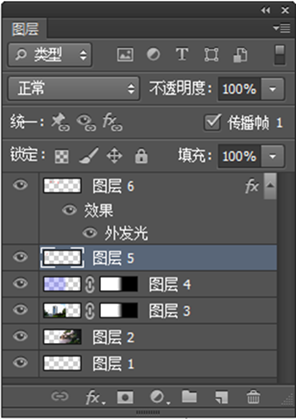 图层
类型 T
正常 不透明度: 100%
统一: fx 传播帧 1
锁定: 填充: 100%
图层 6 fx
效果
外发光
图层 5
图层 4
图层 3
图层 2
图层 1
fx